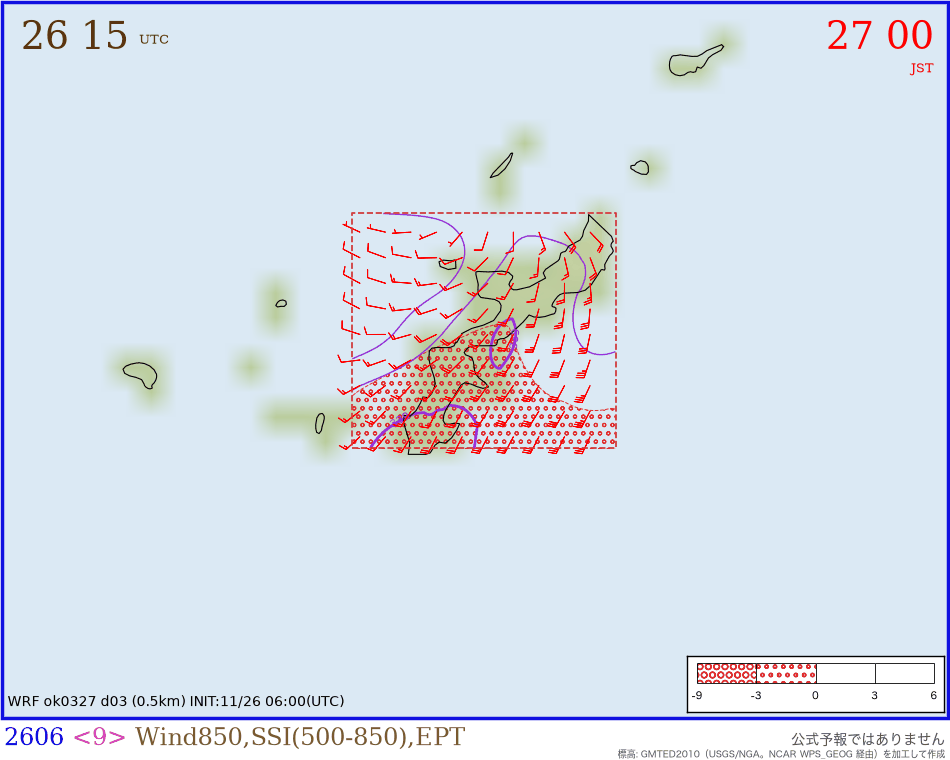 26 15 UTC
27 00
JST
-9 -3 0 3 6
WRF ok0327 d03 (0.5km) INIT:11/26 06:00(UTC)
2606 <9> Wind850,SSI(500-850),EPT
公式予報ではありません
標高: GMTED2010（USGS/NGA。NCAR WPS_GEOG 経由）を加工して作成